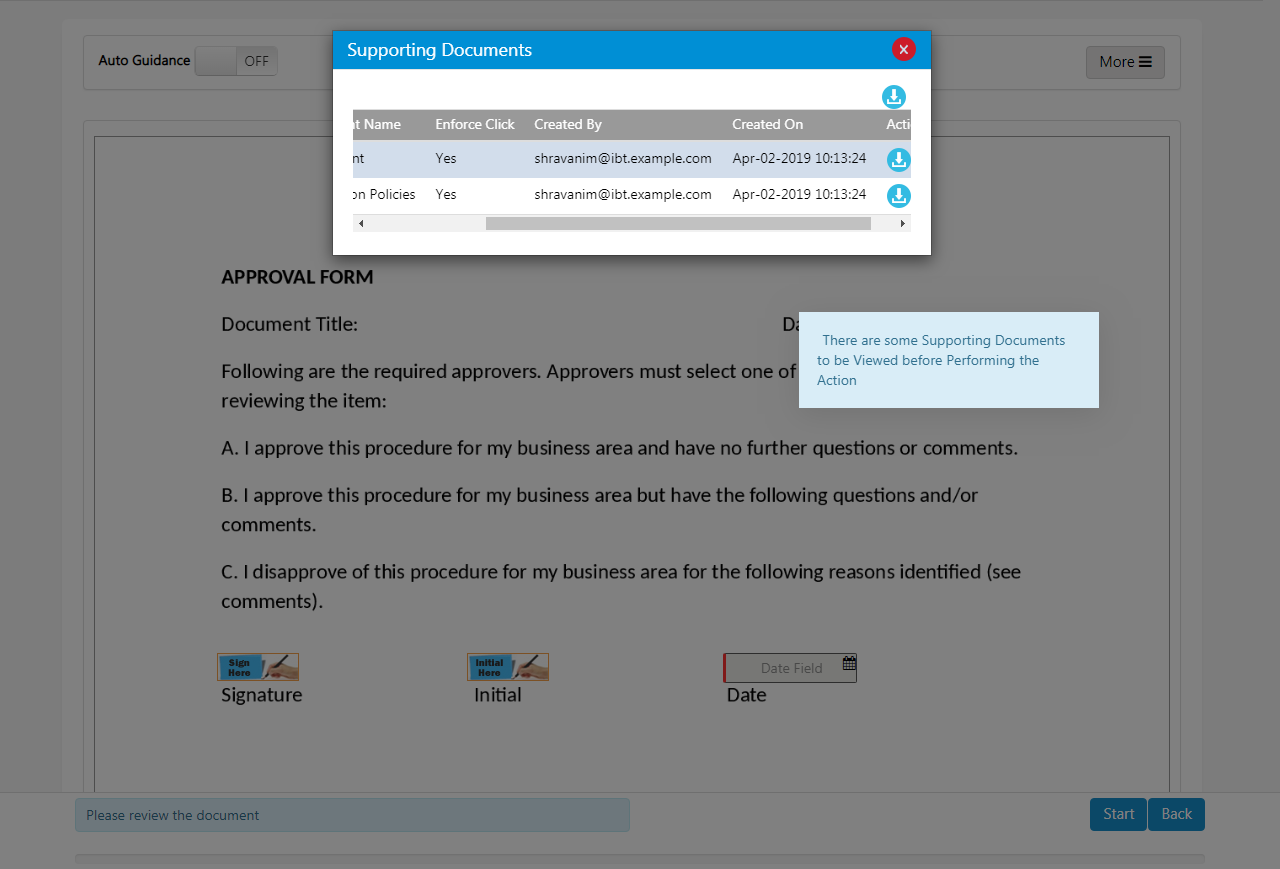 Auto Guidance OFF
More
Supporting Documents
t Name Enforce Click Created By Created On Acti
nt Yes shravanim@ibt.example.com Apr-02-2019 10:13:24
on Policies Yes shravanim@ibt.example.com Apr-02-2019 10:13:24
APPROVAL FORM
Document Title: Da
There are some Supporting Documents
to be Viewed before Performing the
Action
Following are the required approvers. Approvers must select one of
reviewing the item:
A. I approve this procedure for my business area and have no further questions or comments.
B. I approve this procedure for my business area but have the following questions and/or
comments.
C. I disapprove of this procedure for my business area for the following reasons identified (see
comments).
Sign
Here
Initial
Here
Date Field
Signature Initial Date
Please review the document
Start Back